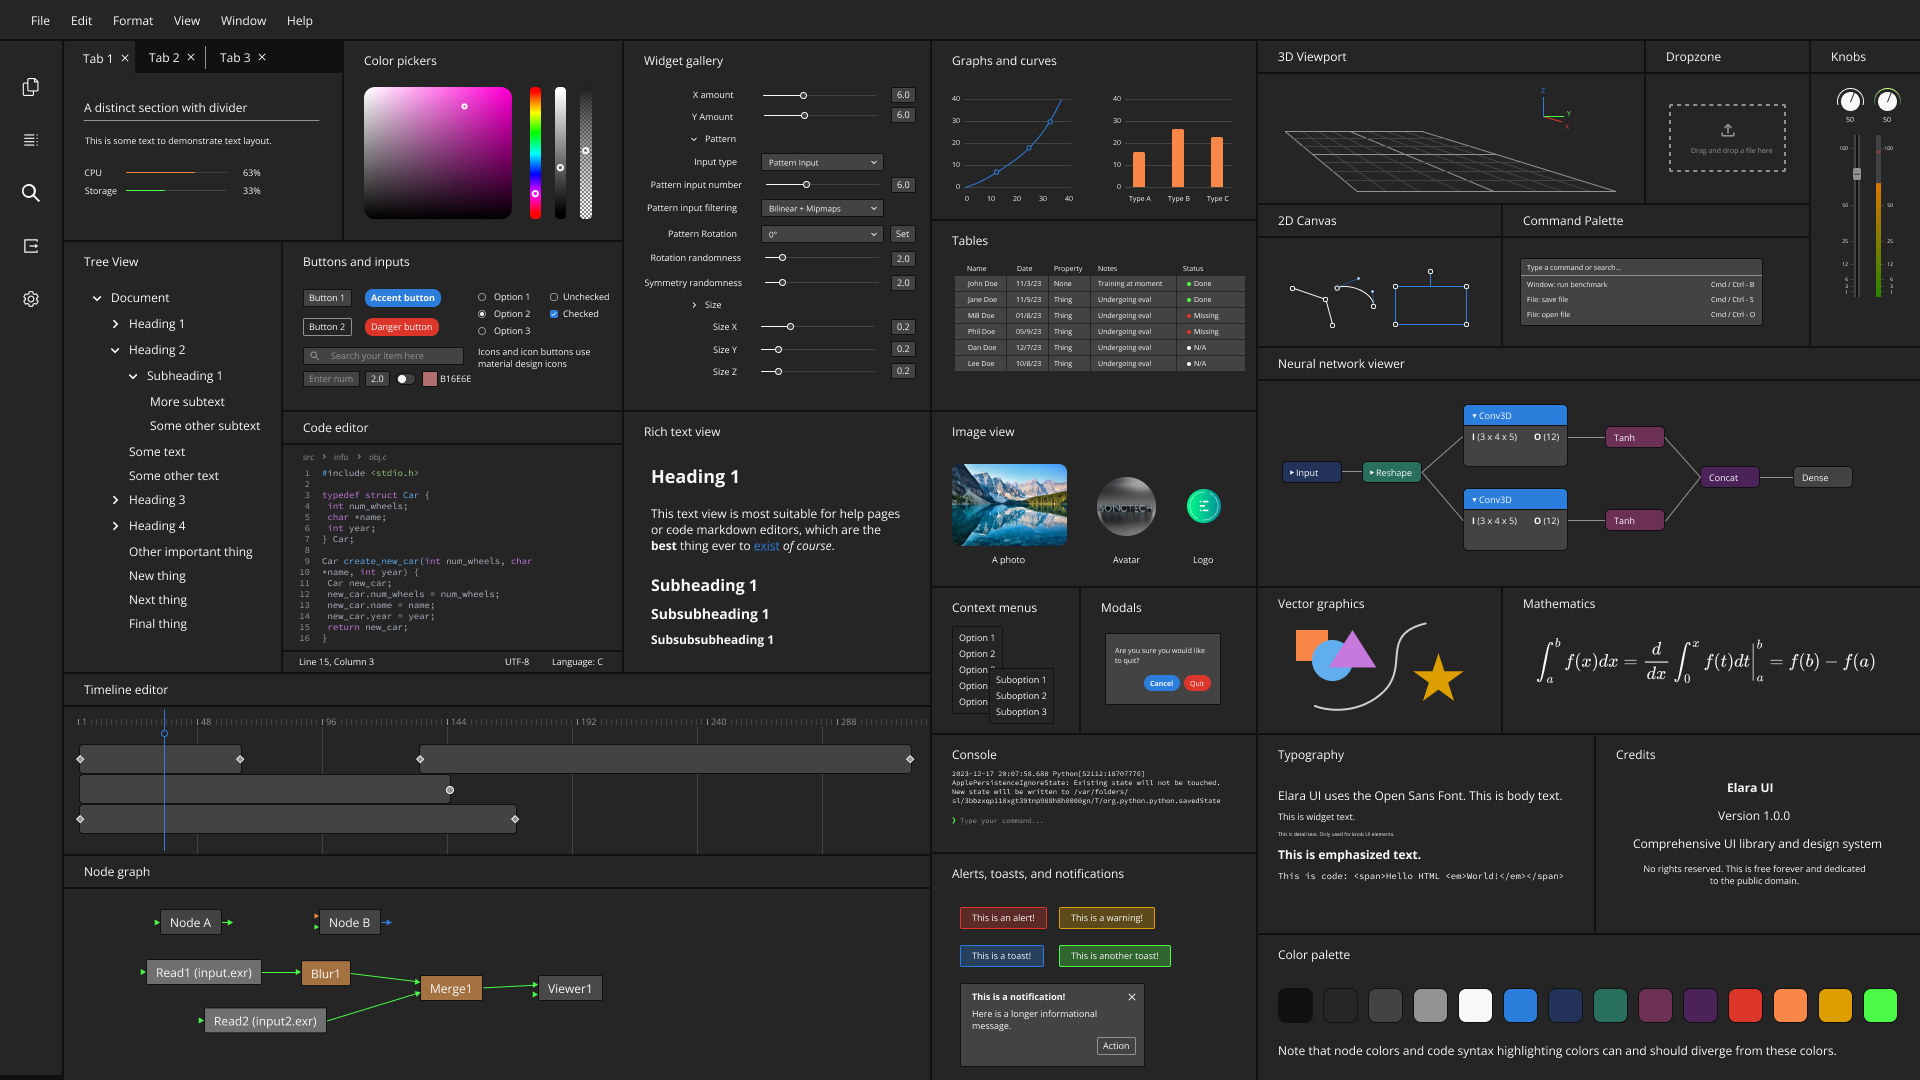 File Edit Format View Window Help
Tab 1 × Tab 2 × Tab 3 ×
A distinct section with divider
This is some text to demonstrate text layout.
CPU 63%
Storage 33%
Color pickers
Widget gallery
X amount 6.0
Y Amount 6.0
Pattern
Input type Pattern Input
Pattern input number 6.0
Pattern input filtering Bilinear + Mipmaps
Pattern Rotation 0° Set
Rotation randomness 2.0
Symmetry randomness 2.0
Size
Size X 0.2
Size Y 0.2
Size Z 0.2
Graphs and curves
40
30
20
10
0
0 10 20 30 40
40
30
20
10
0
Type A Type B Type C
3D Viewport
Z
Y
X
Dropzone
Drag and drop a file here
Knobs
50 50
100 100
50 50
25 25
12 12
6 6
3 3
1 1
Tree View
Document
Heading 1
Heading 2
Subheading 1
More subtext
Some other subtext
Some text
Some other text
Heading 3
Heading 4
Other important thing
New thing
Next thing
Final thing
Buttons and inputs
Button 1 Accent button Option 1 Unchecked
Option 2 Checked
Button 2 Danger button Option 3
Search your item here
Icons and icon buttons use
material design icons
Enter num 2.0 B16E6E
Tables
Name Date Property Notes Status
John Doe 11/3/23 None Training at moment Done
Jane Doe 11/5/23 Thing Undergoing eval Done
Mill Doe 01/8/23 Thing Undergoing eval Missing
Phil Doe 05/9/23 Thing Undergoing eval Missing
Dan Doe 12/7/23 Thing Undergoing eval N/A
Lee Doe 10/8/23 Thing Undergoing eval N/A
2D Canvas
Command Palette
Type a command or search...
Window: run benchmark Cmd / Ctrl - B
File: save file Cmd / Ctrl - S
File: open file Cmd / Ctrl - O
Code editor
src > info > obj.c
1 #include <stdio.h>
2
3 typedef struct Car {
4 int num_wheels;
5 char *name;
6 int year;
7 } Car;
8
9 Car create_new_car(int num_wheels, char
10 *name, int year) {
11 Car new_car;
12 new_car.num_wheels = num_wheels;
13 new_car.name = name;
14 new_car.year = year;
15 return new_car;
16 }
Line 15, Column 3 UTF-8 Language: C
Rich text view
Heading 1
This text view is most suitable for help pages
or code markdown editors, which are the
best thing ever to exist of course.
Subheading 1
Subsubheading 1
Subsubsubheading 1
Image view
SONCTECH
A photo Avatar Logo
Neural network viewer
Input
Reshape
Conv3D
I (3 x 4 x 5) O (12)
Tanh
Conv3D
I (3 x 4 x 5) O (12)
Tanh
Concat
Dense
Context menus
Option 1
Option 2
Option 3
Option
Option
Suboption 1
Suboption 2
Suboption 3
Modals
Are you sure you would like
to quit?
Cancel Quit
Vector graphics
Mathematics
∫_a^b f(x)dx = d/dx ∫_0^x f(t)dt|_a^b = f(b) − f(a)
Timeline editor
1 48 96 144 192 240 288
Console
2023-12-17 20:07:58.688 Python[52112:18707776]
ApplePersistenceIgnoreState: Existing state will not be touched.
New state will be written to /var/folders/
sl/3bbzxqp118xgt39tnp988h8h0000gn/T/org.python.python.savedState
❯ Type your command...
Typography
Elara UI uses the Open Sans Font. This is body text.
This is widget text.
This is detail text. Only used for knob UI elements.
This is emphasized text.
This is code: <span>Hello HTML <em>World!</em></span>
Credits
Elara UI
Version 1.0.0
Comprehensive UI library and design system
No rights reserved. This is free forever and dedicated
to the public domain.
Node graph
Node A
Node B
Read1 (input.exr)
Blur1
Merge1
Viewer1
Read2 (input2.exr)
Alerts, toasts, and notifications
This is an alert! This is a warning!
This is a toast! This is another toast!
This is a notification! ×
Here is a longer informational
message.
Action
Color palette
Note that node colors and code syntax highlighting colors can and should diverge from these colors.